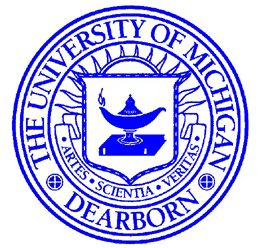 THE UNIVERSITY OF MICHIGAN
· ARTES · SCIENTIA · VERITAS ·
DEARBORN